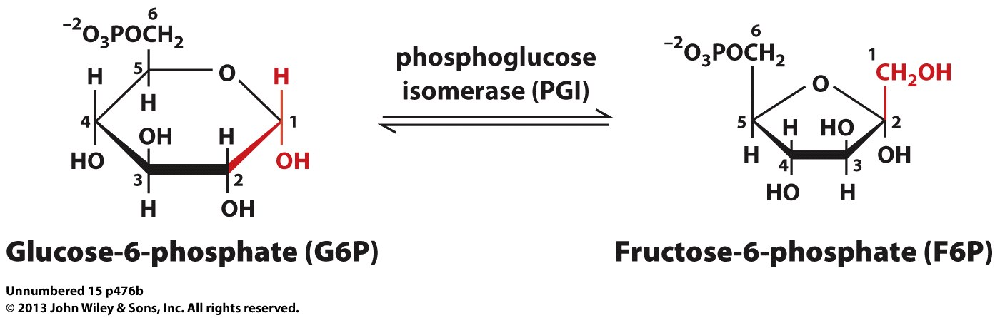 6
⁻²O₃POCH₂
5
O
H
H
H
4
1
OH
H
HO
OH
3
2
H
OH
Glucose-6-phosphate (G6P)
phosphoglucose
isomerase (PGI)
6
⁻²O₃POCH₂
1
CH₂OH
O
5
2
H
HO
H
OH
4
3
HO
H
Fructose-6-phosphate (F6P)
Unnumbered 15 p476b
© 2013 John Wiley & Sons, Inc. All rights reserved.